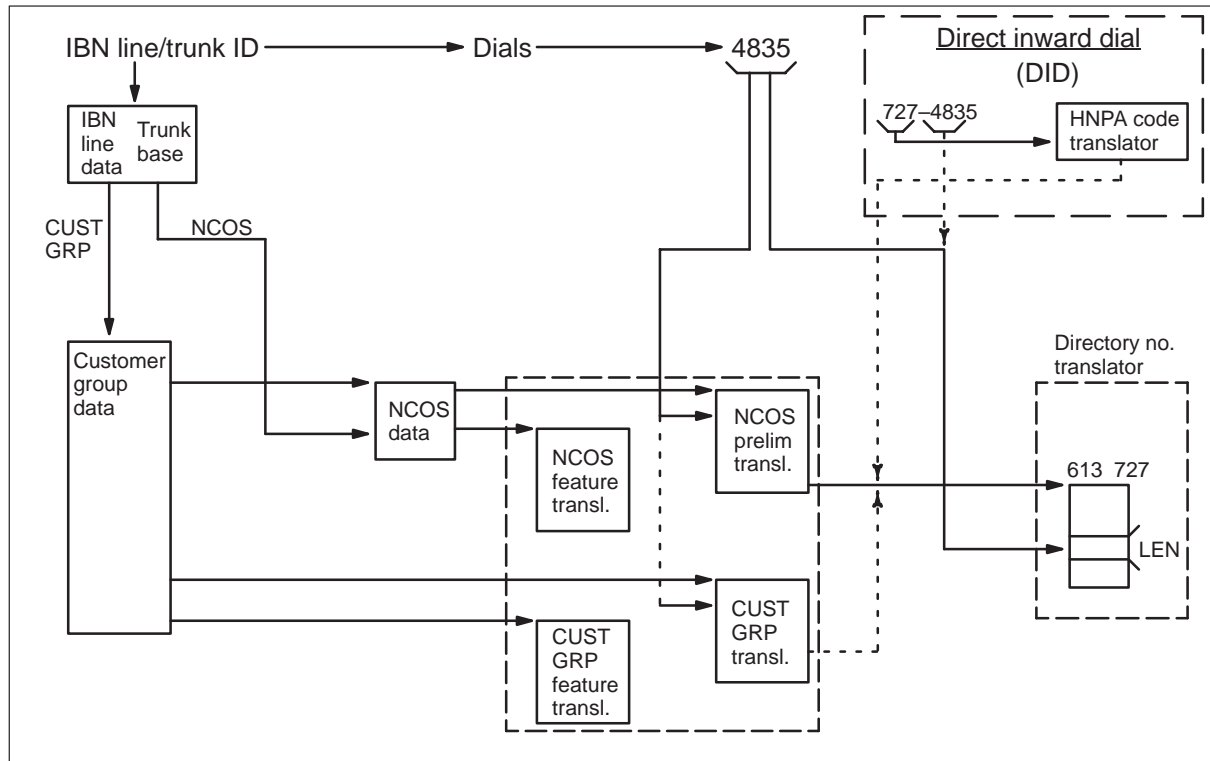 IBN line/trunk ID
Dials
4835
Direct inward dial
(DID)
727–4835
HNPA code
translator
IBN
line
data
Trunk
base
CUST
GRP
NCOS
Customer
group
data
NCOS
data
NCOS
feature
transl.
NCOS
prelim
transl.
Directory no.
translator
613 727
LEN
CUST
GRP
feature
transl.
CUST
GRP
transl.